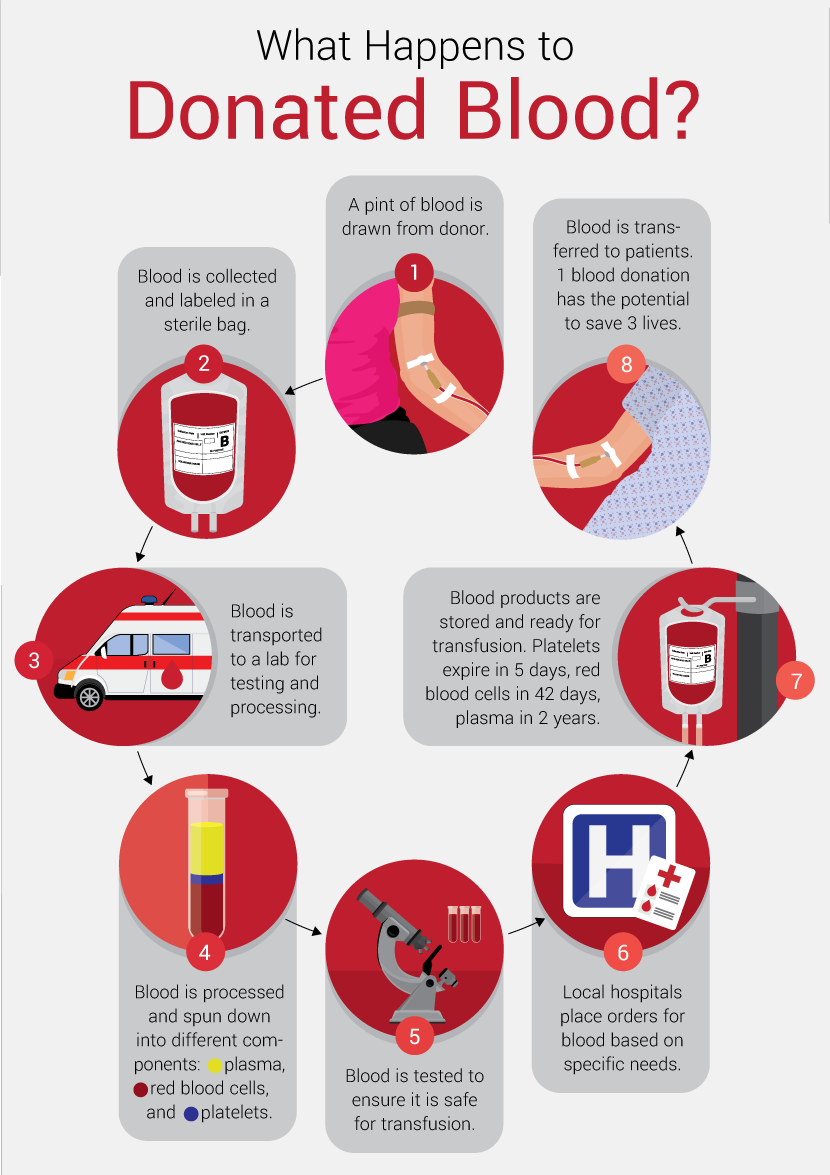 What Happens to
Donated Blood?
A pint of blood is
drawn from donor.
1
Blood is collected
and labeled in a
sterile bag.
2
B
3
Blood is
transported
to a lab for
testing and
processing.
4
Blood is processed
and spun down
into different com-
ponents: plasma,
red blood cells,
and platelets.
5
Blood is tested to
ensure it is safe
for transfusion.
H
6
Local hospitals
place orders for
blood based on
specific needs.
Blood products are
stored and ready for
transfusion. Platelets
expire in 5 days, red
blood cells in 42 days,
plasma in 2 years.
B
7
Blood is trans-
ferred to patients.
1 blood donation
has the potential
to save 3 lives.
8